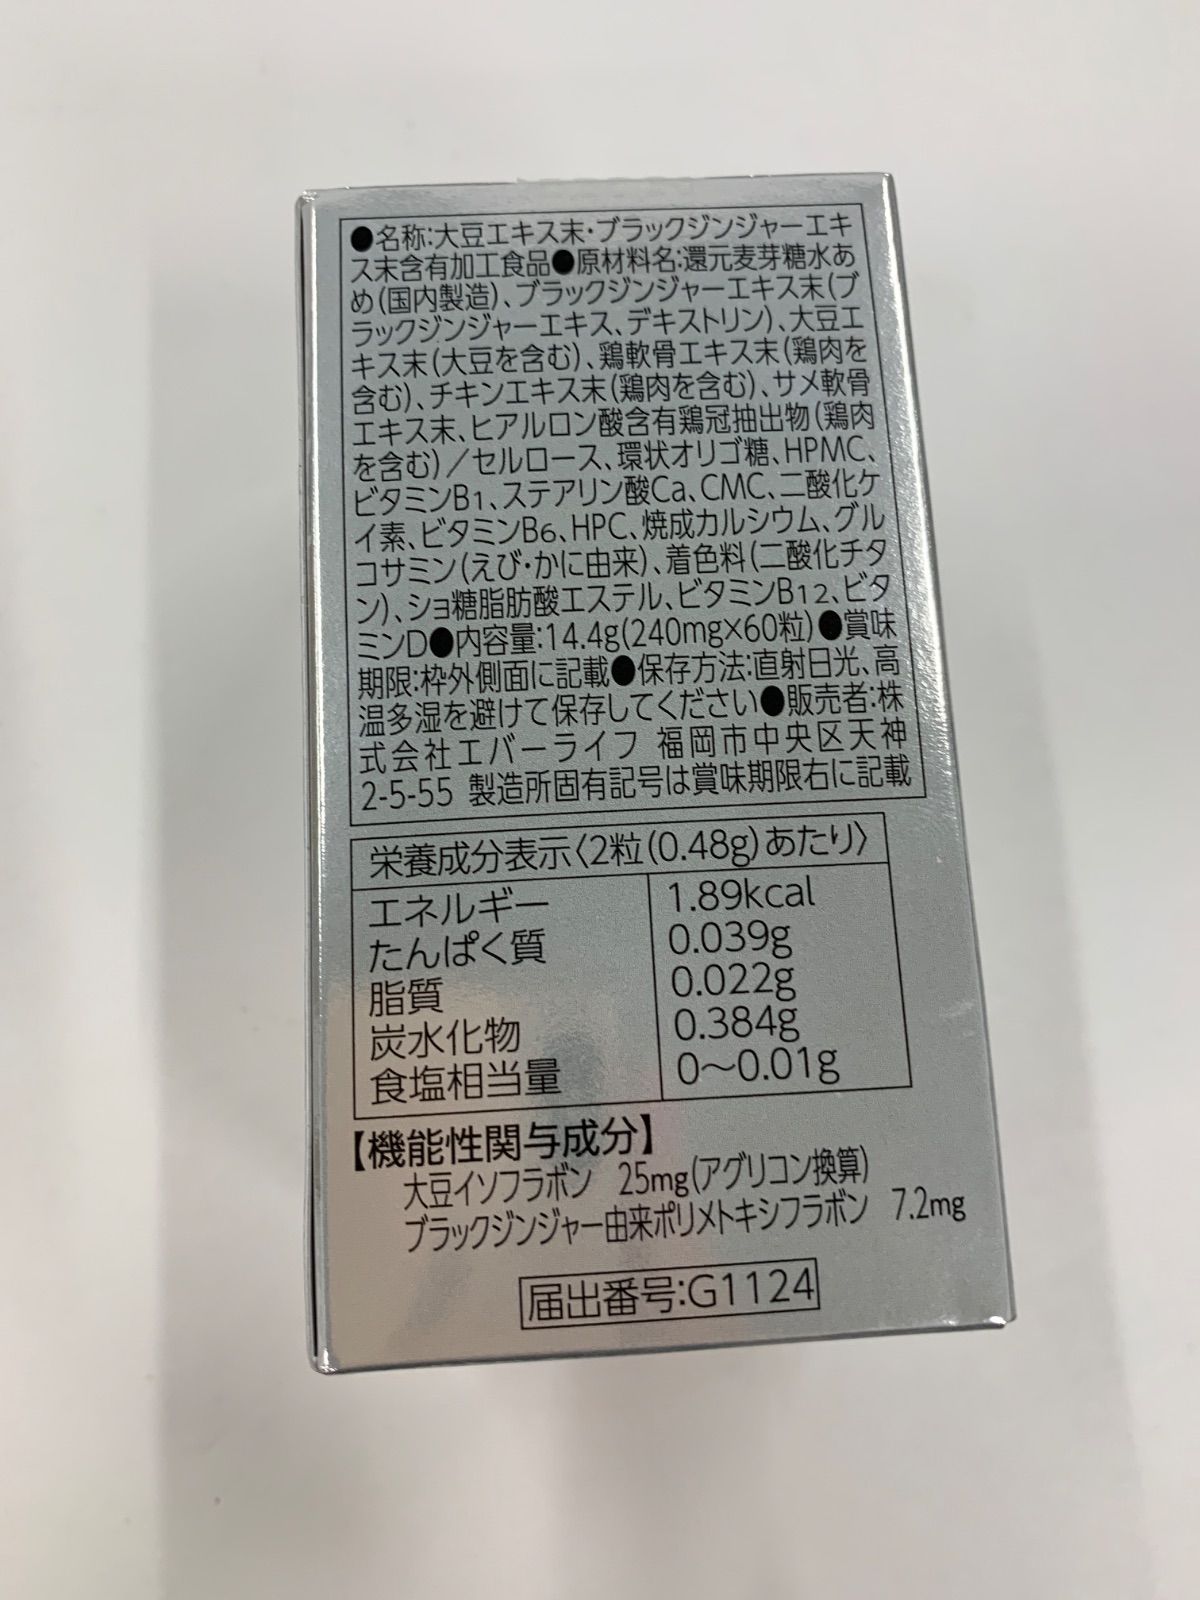 ●名称:大豆エキス末・ブラックジンジャーエキ
ス末含有加工食品●原材料名:還元麦芽糖水あ
め(国内製造)、ブラックジンジャーエキス末(ブ
ラックジンジャーエキス、デキストリン)、大豆エ
キス末(大豆を含む)、鶏軟骨エキス末(鶏肉を
含む)、チキンエキス末(鶏肉を含む)、サメ軟骨
エキス末、ヒアルロン酸含有鶏冠抽出物(鶏肉
を含む)/セルロース、環状オリゴ糖、HPMC、
ビタミンB1、ステアリン酸Ca、CMC、二酸化ケ
イ素、ビタミンB6、HPC、焼成カルシウム、グル
コサミン(えび・かに由来)、着色料(二酸化チタ
ン)、ショ糖脂肪酸エステル、ビタミンB12、ビタ
ミンD●内容量:14.4g(240mg×60粒)●賞味
期限:枠外側面に記載●保存方法:直射日光、高
温多湿を避けて保存してください●販売者:株
式会社エバーライフ 福岡市中央区天神
2-5-55 製造所固有記号は賞味期限右に記載
栄養成分表示〈2粒(0.48g)あたり〉
エネルギー 1.89kcal
たんぱく質 0.039g
脂質 0.022g
炭水化物 0.384g
食塩相当量 0〜0.01g
【機能性関与成分】
大豆イソフラボン 25mg(アグリコン換算)
ブラックジンジャー由来ポリメトキシフラボン 7.2mg
届出番号:G1124